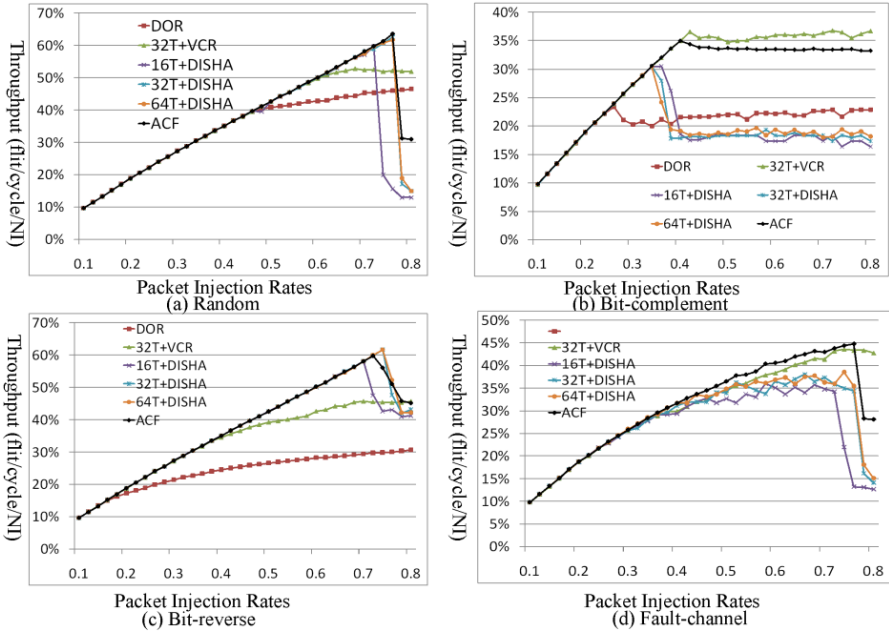 Throughput (flit/cycle/NI)
70%
60%
50%
40%
30%
20%
10%
0%
DOR
32T+VCR
16T+DISHA
32T+DISHA
64T+DISHA
ACF
0.1 0.2 0.3 0.4 0.5 0.6 0.7 0.8
Packet Injection Rates
(a) Random
Throughput (flit/cycle/NI)
40%
35%
30%
25%
20%
15%
10%
5%
0%
DOR 32T+VCR
16T+DISHA 32T+DISHA
64T+DISHA ACF
0.1 0.2 0.3 0.4 0.5 0.6 0.7 0.8
Packet Injection Rates
(b) Bit-complement
Throughput (flit/cycle/NI)
70%
60%
50%
40%
30%
20%
10%
0%
DOR
32T+VCR
16T+DISHA
32T+DISHA
64T+DISHA
ACF
0.1 0.2 0.3 0.4 0.5 0.6 0.7 0.8
Packet Injection Rates
(c) Bit-reverse
Throughput (flit/cycle/NI)
50%
45%
40%
35%
30%
25%
20%
15%
10%
5%
0%
32T+VCR
16T+DISHA
32T+DISHA
64T+DISHA
ACF
0.1 0.2 0.3 0.4 0.5 0.6 0.7 0.8
Packet Injection Rates
(d) Fault-channel